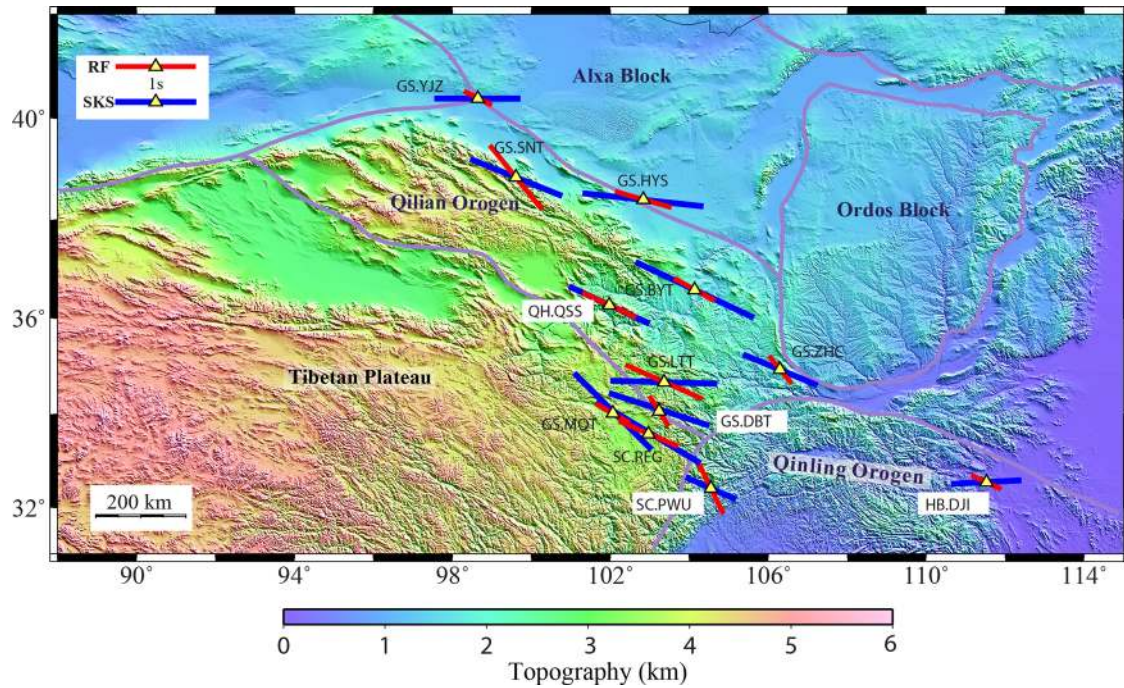 RF
1s
SKS
Alxa Block
GS.YJZ
40°
GS.SNT
GS.HYS
Qilian Orogen
Ordos Block
GS.BYT
QH.QSS
36°
GS.ZHC
GS.LTT
Tibetan Plateau
GS.MQT
GS.DBT
SC.REG
Qinling Orogen
200 km
SC.PWU
HB.DJI
32°
90° 94° 98° 102° 106° 110° 114°
0 1 2 3 4 5 6
Topography (km)